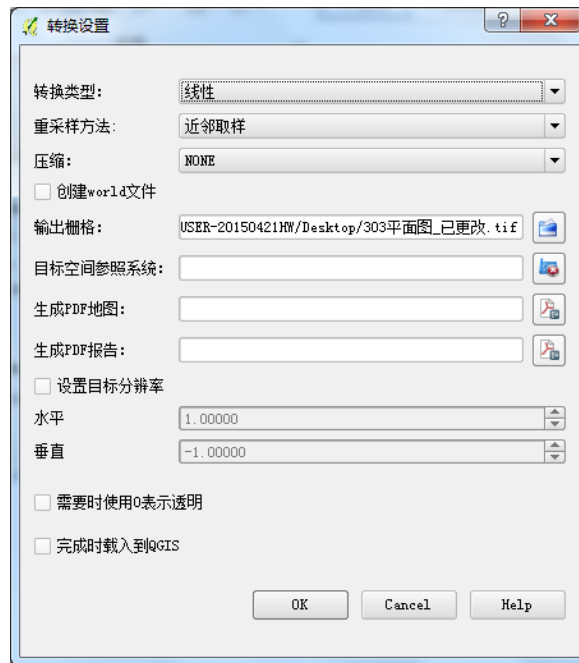 转换设置
转换类型: 线性
重采样方法: 近邻取样
压缩: NONE
创建world文件
输出栅格: USER-20150421HW/Desktop/303平面图_已更改.tif
目标空间参照系统:
生成PDF地图:
生成PDF报告:
设置目标分辨率
水平 1.00000
垂直 -1.00000
需要时使用0表示透明
完成时载入到QGIS
OK Cancel Help